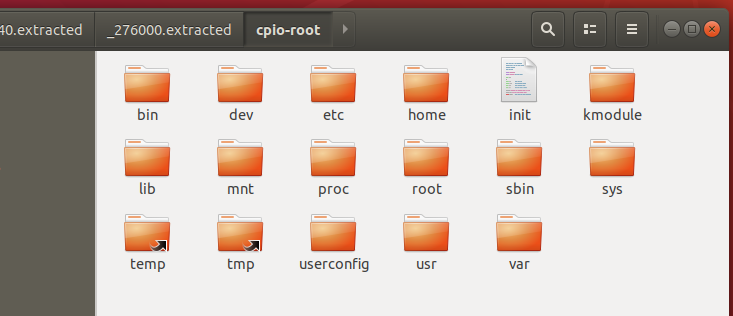 40.extracted _276000.extracted cpio-root
bin dev etc home init kmodule
lib mnt proc root sbin sys
temp tmp userconfig usr var